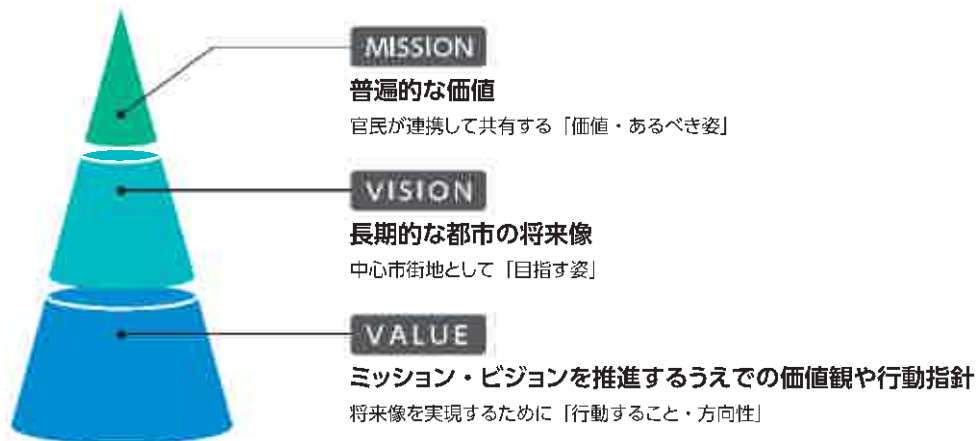 MISSION
普遍的な価値
官民が連携して共有する「価値・あるべき姿」
VISION
長期的な都市の将来像
中心市街地として「目指す姿」
VALUE
ミッション・ビジョンを推進するうえでの価値観や行動指針
将来像を実現するために「行動すること・方向性」